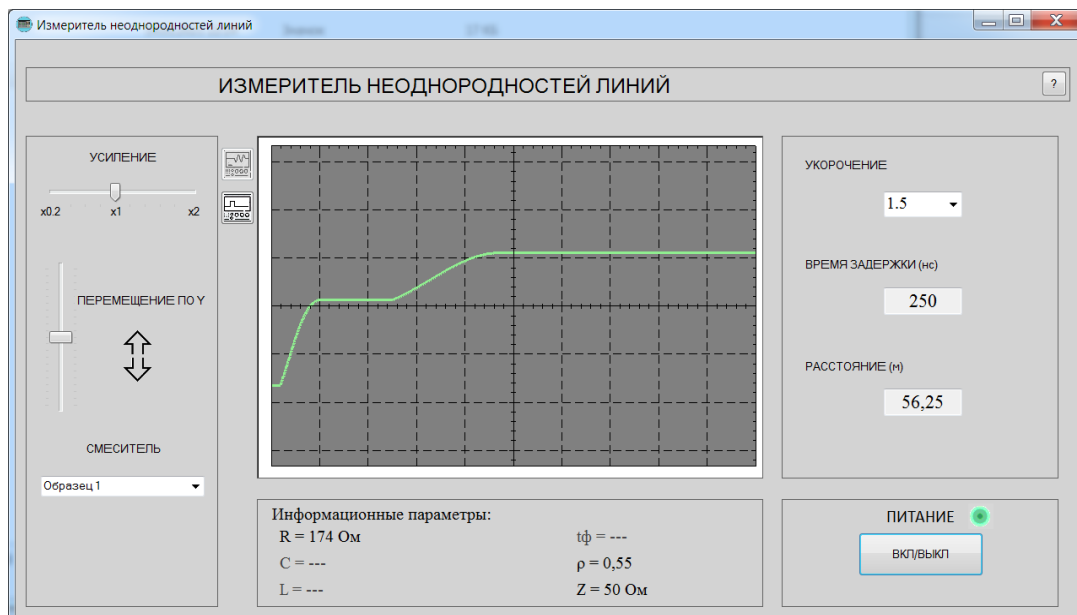 Измеритель неоднородностей линий
ИЗМЕРИТЕЛЬ НЕОДНОРОДНОСТЕЙ ЛИНИЙ
?
УСИЛЕНИЕ
x0.2 x1 x2
ПЕРЕМЕЩЕНИЕ ПО Y
СМЕСИТЕЛЬ
Образец 1
УКОРОЧЕНИЕ
1.5
ВРЕМЯ ЗАДЕРЖКИ (нс)
250
РАССТОЯНИЕ (м)
56,25
Информационные параметры:
R = 174 Ом tф = ---
C = --- ρ = 0,55
L = --- Z = 50 Ом
ПИТАНИЕ
ВКЛ/ВЫКЛ